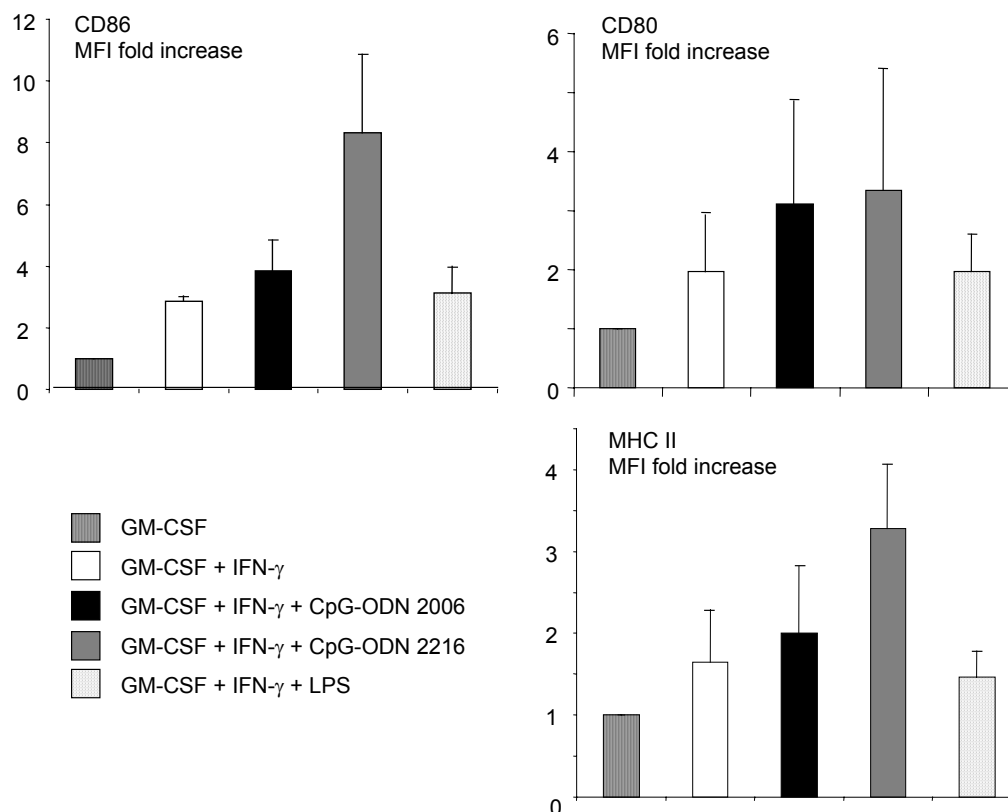 CD86
MFI fold increase
12
10
8
6
4
2
0
CD80
MFI fold increase
6
4
2
0
MHC II
MFI fold increase
4
3
2
1
0
GM-CSF
GM-CSF + IFN-γ
GM-CSF + IFN-γ + CpG-ODN 2006
GM-CSF + IFN-γ + CpG-ODN 2216
GM-CSF + IFN-γ + LPS